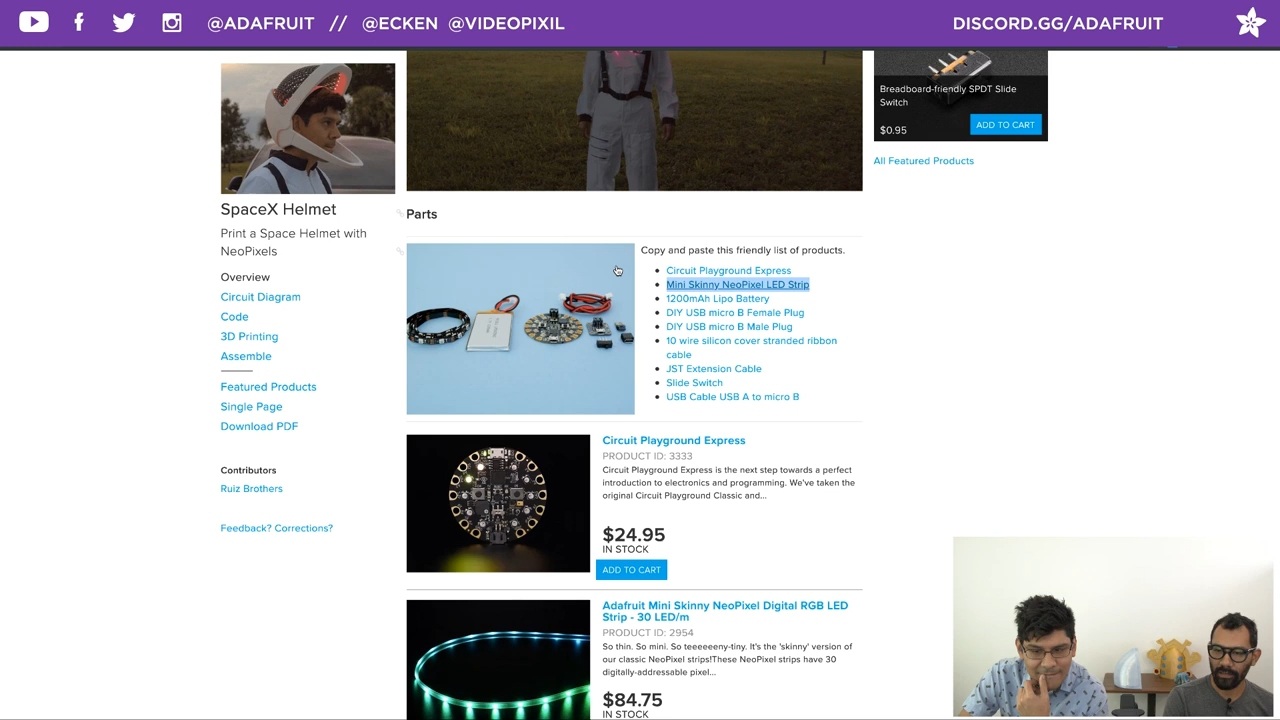 @ADAFRUIT // @ECKEN @VIDEOPIXIL
DISCORD.GG/ADAFRUIT
SpaceX Helmet
Print a Space Helmet with
NeoPixels
Overview
Circuit Diagram
Code
3D Printing
Assemble
Featured Products
Single Page
Download PDF
Contributors
Ruiz Brothers
Feedback? Corrections?
Parts
Copy and paste this friendly list of products.
Circuit Playground Express
Mini Skinny NeoPixel LED Strip
1200mAh Lipo Battery
DIY USB micro B Female Plug
DIY USB micro B Male Plug
10 wire silicon cover stranded ribbon
cable
JST Extension Cable
Slide Switch
USB Cable USB A to micro B
Circuit Playground Express
PRODUCT ID: 3333
Circuit Playground Express is the next step towards a perfect
introduction to electronics and programming. We've taken the
original Circuit Playground Classic and...
$24.95
IN STOCK
ADD TO CART
Adafruit Mini Skinny NeoPixel Digital RGB LED
Strip - 30 LED/m
PRODUCT ID: 2954
So thin. So mini. So teeeeeeny-tiny. It's the 'skinny' version of
our classic NeoPixel strips!These NeoPixel strips have 30
digitally-addressable pixel...
$84.75
IN STOCK
Breadboard-friendly SPDT Slide
Switch
$0.95
ADD TO CART
All Featured Products